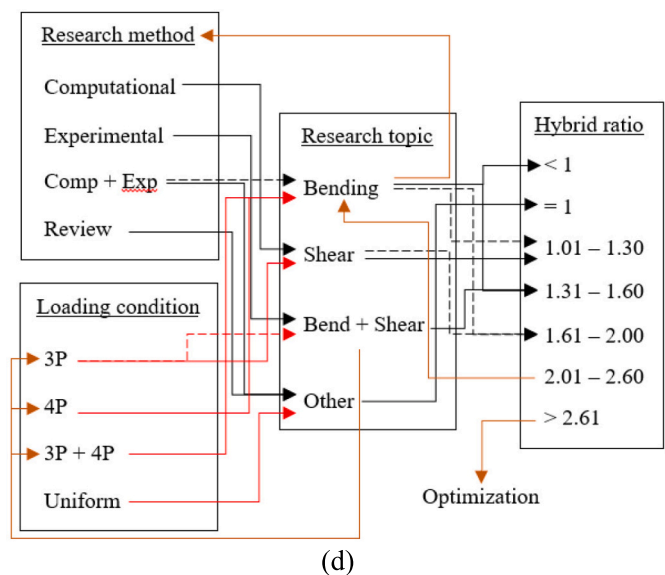 Research method
Computational
Experimental
Comp + Exp
Review
Loading condition
3P
4P
3P + 4P
Uniform
Research topic
Bending
Shear
Bend + Shear
Other
Hybrid ratio
< 1
= 1
1.01 – 1.30
1.31 – 1.60
1.61 – 2.00
2.01 – 2.60
> 2.61
Optimization
(d)